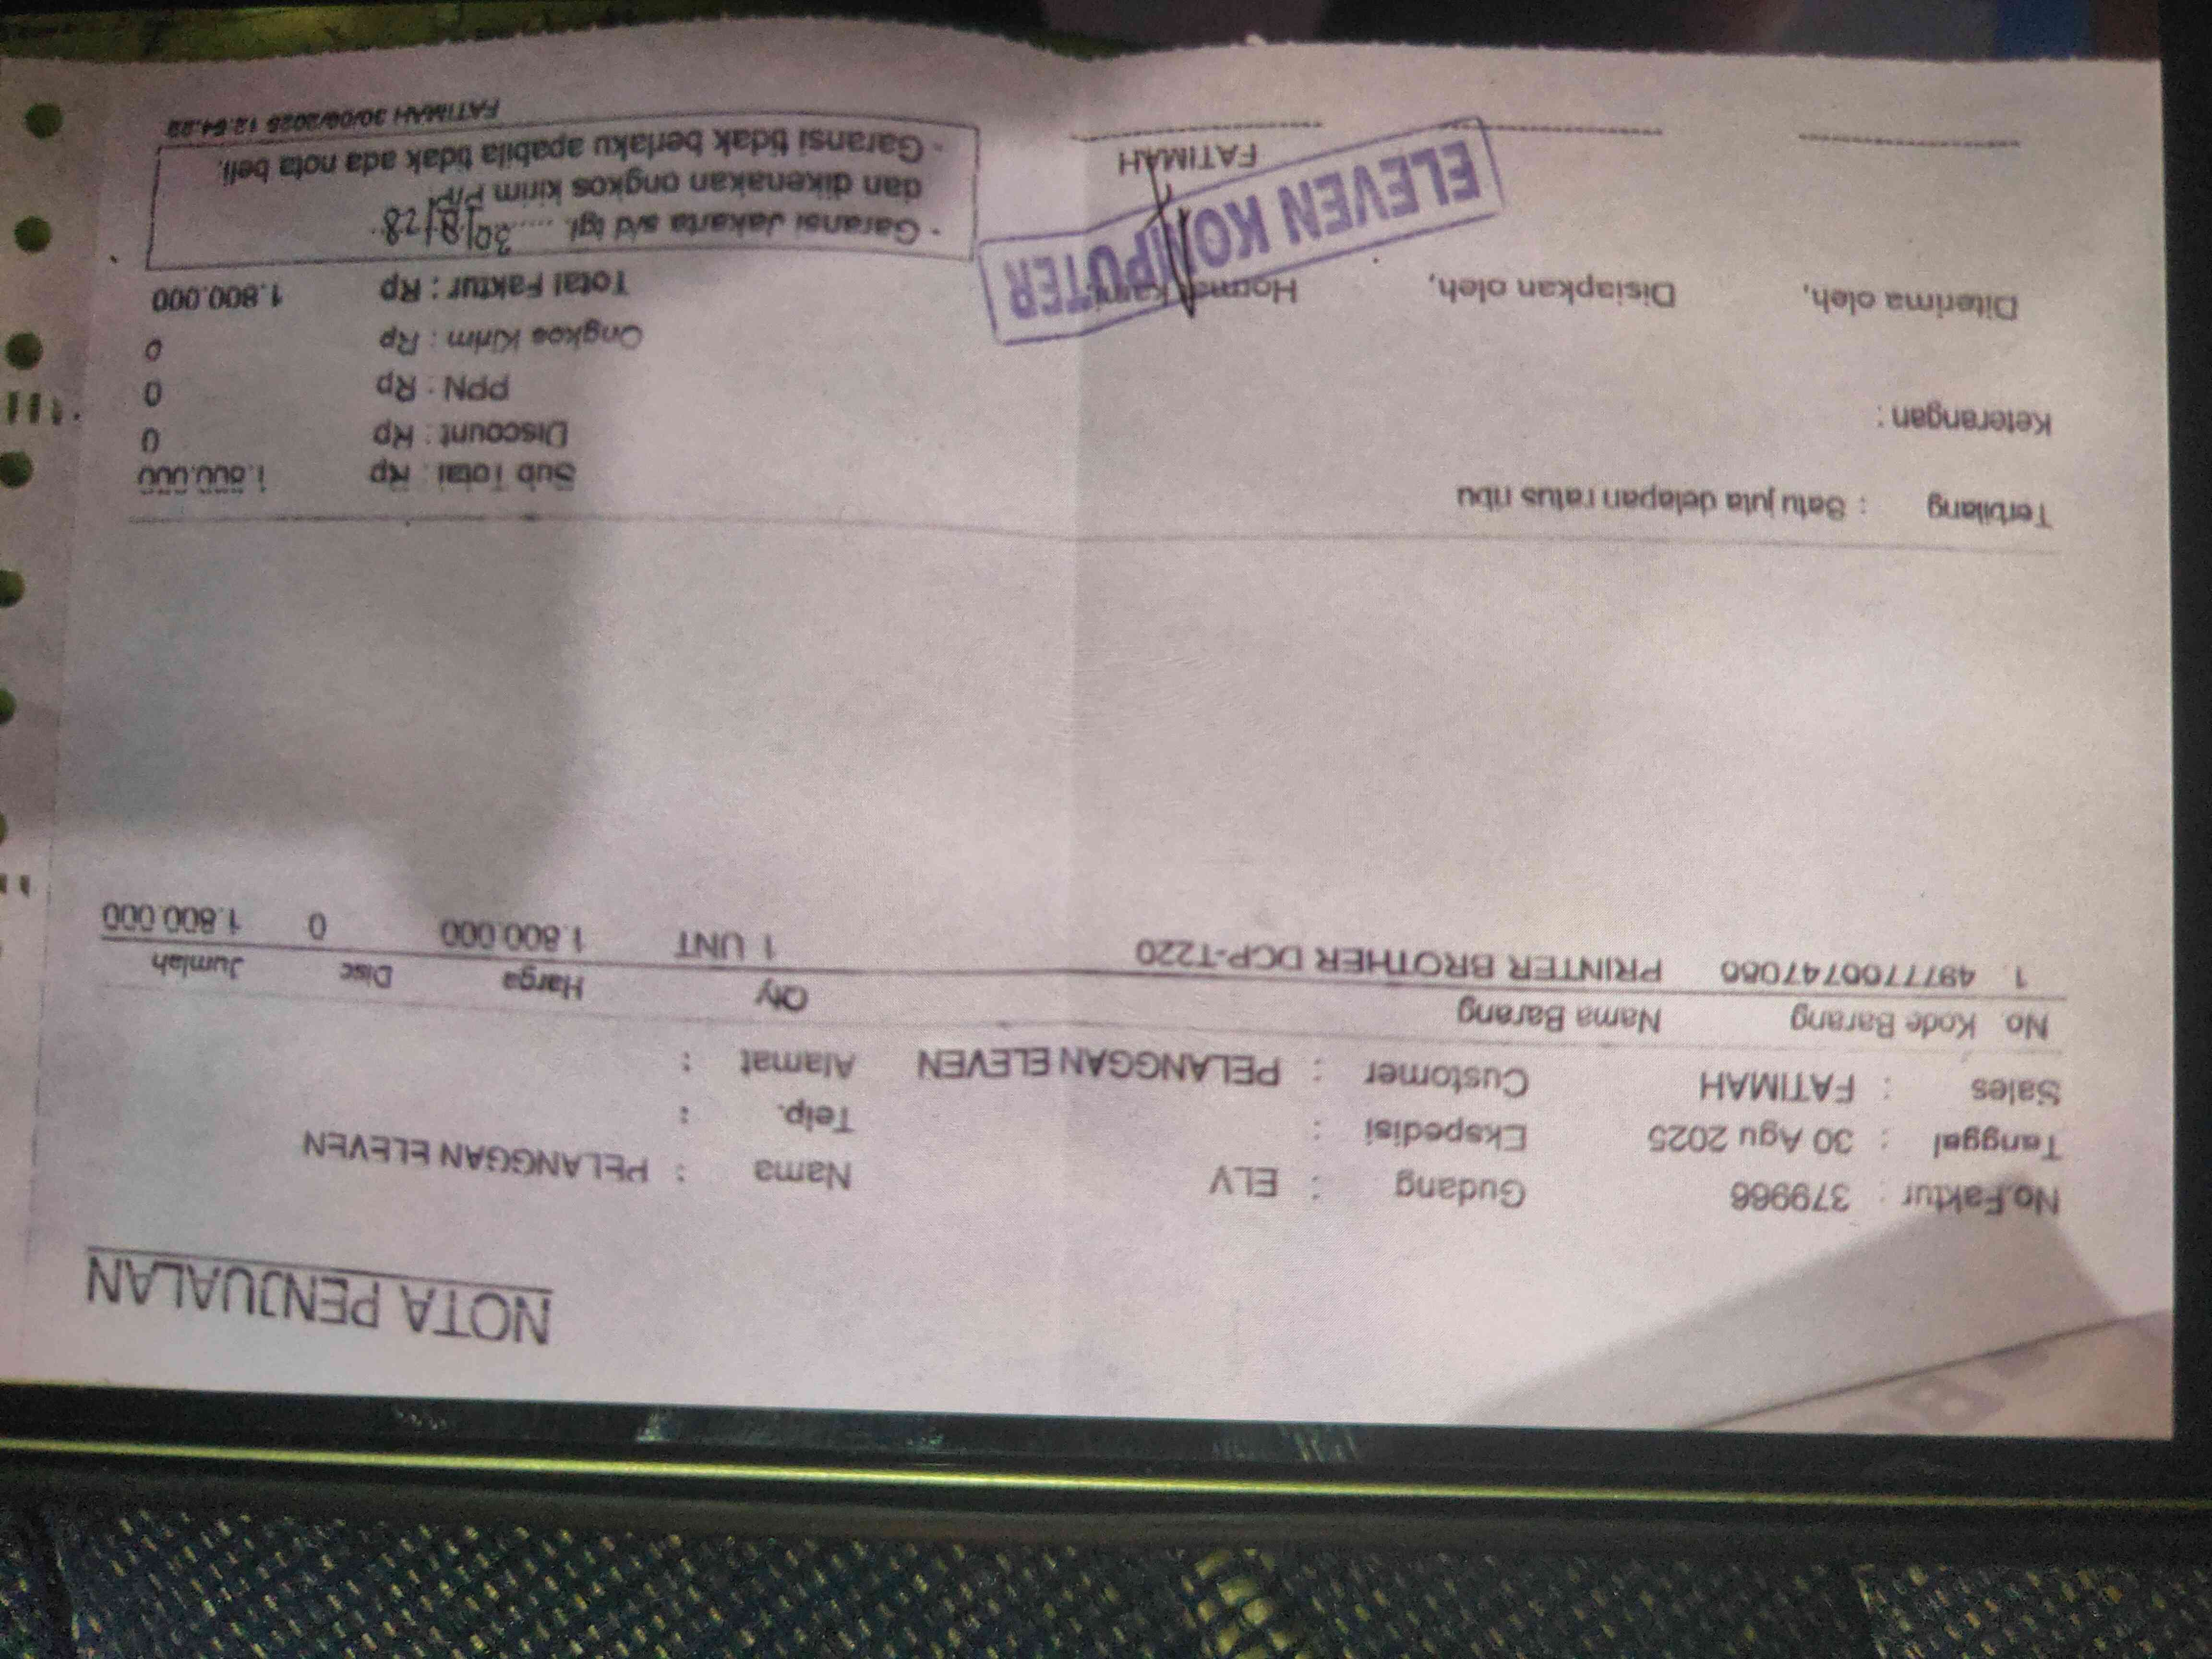 NOTA PENJUALAN
No.Faktur : 379966 Gudang : ELV Nama : PELANGGAN ELEVEN
Tanggal : 30 Agu 2025 Ekspedisi : Telp. :
Sales : FATIMAH Customer : PELANGGAN ELEVEN Alamat :
No. Kode Barang Nama Barang Qty Harga Disc Jumlah
1 PRINTER BROTHER DCP-T220 1 UNT 1.800.000 0 1.800.000
Terbilang : Satu juta delapan ratus ribu
Sub Total : Rp 1.800.000
Discount : Rp 0
Keterangan :
PPN : Rp 0
Ongkos Kirim : Rp 0
Total Faktur : Rp 1.800.000
Diterima oleh, Disiapkan oleh, Hormat kami,
ELEVEN KOMPUTER
FATIMAH
- Garansi Jakarta s/d tgl. ..... 30/8/28
dan dikenakan ongkos kirim P/P.
- Garansi tidak berlaku apabila tidak ada nota beli.
FATIMAH 30/08/2025